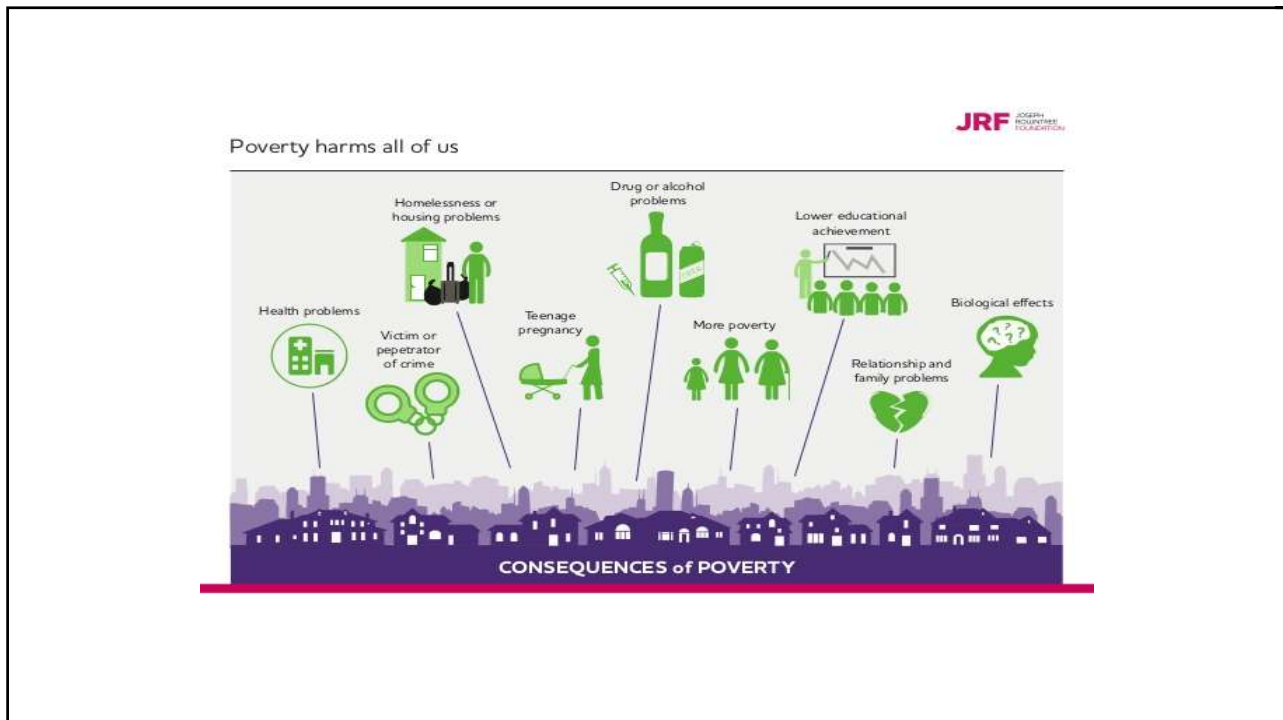 JRF JOSEPH
ROWNTREE
FOUNDATION
Poverty harms all of us
Homelessness or
housing problems
Drug or alcohol
problems
Lower educational
achievement
Health problems
Victim or
pepetrator
of crime
Teenage
pregnancy
More poverty
Relationship and
family problems
Biological effects
? ? ? ?
CONSEQUENCES of POVERTY